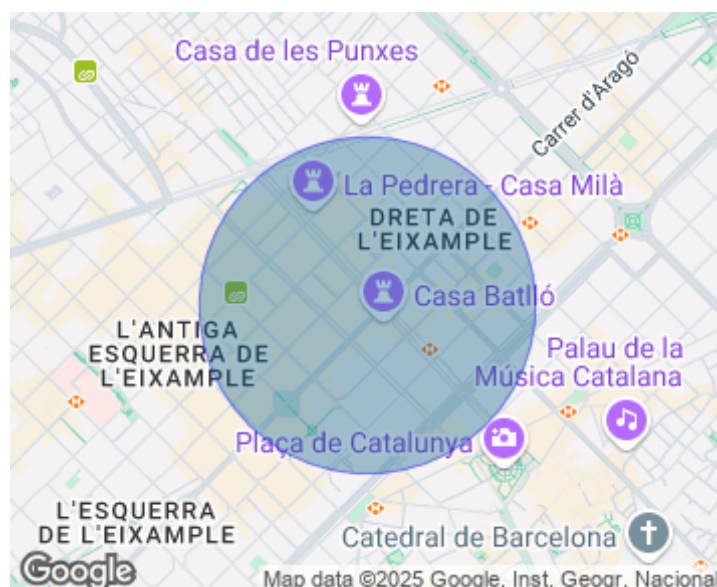 Casa de les Punxes
Carrer d'Aragó
La Pedrera - Casa Milà
DRETA DE
L'EIXAMPLE
Casa Batlló
L'ANTIGA
ESQUERRA DE
L'EIXAMPLE
Palau de la
Música Catalana
Plaça de Catalunya
L'ESQUERRA
DE L'EIXAMPLE
Catedral de Barcelona
Google
Map data ©2025 Google, Inst. Geogr. Naciona